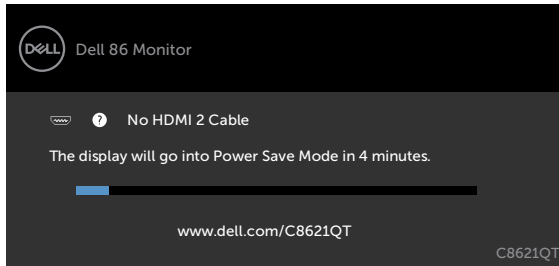 DELL
Dell 86 Monitor
? No HDMI 2 Cable
The display will go into Power Save Mode in 4 minutes.
www.dell.com/C8621QT
C8621QT